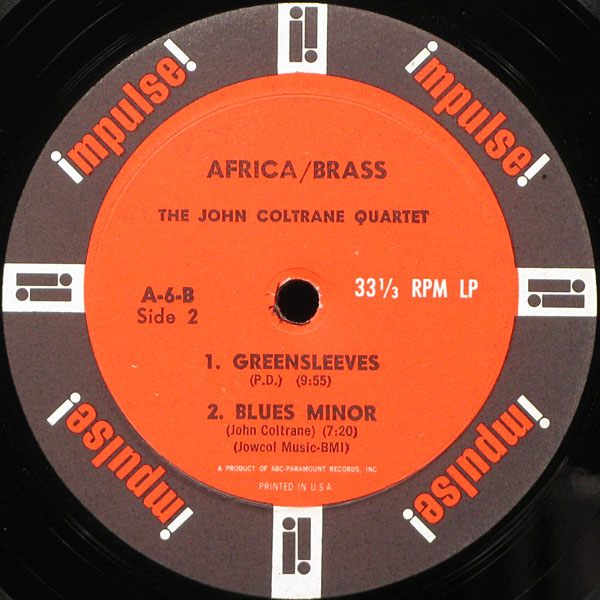 impulse!
impulse!
AFRICA/BRASS
THE JOHN COLTRANE QUARTET
A-6-B
Side 2
33 1/3 RPM LP
1. GREENSLEEVES
(P.D.) (9:55)
2. BLUES MINOR
(John Coltrane) (7:20)
(Jowcol Music-BMI)
A PRODUCT OF ABC-PARAMOUNT RECORDS, INC
PRINTED IN U.S.A.
impulse!
impulse!